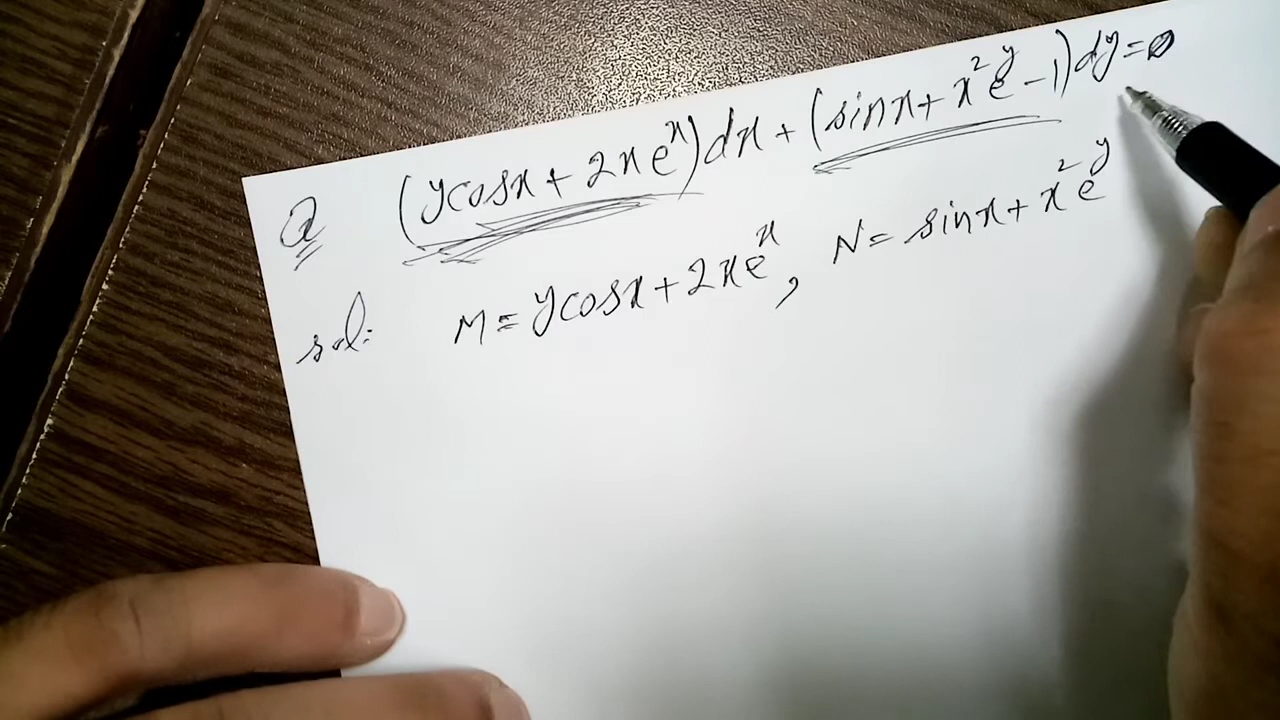 Q (ycosx + 2xe^x)dx + (sinx + x^2e^y - 1)dy = 0
sol: M = ycosx + 2xe^x, N = sinx + x^2e^y